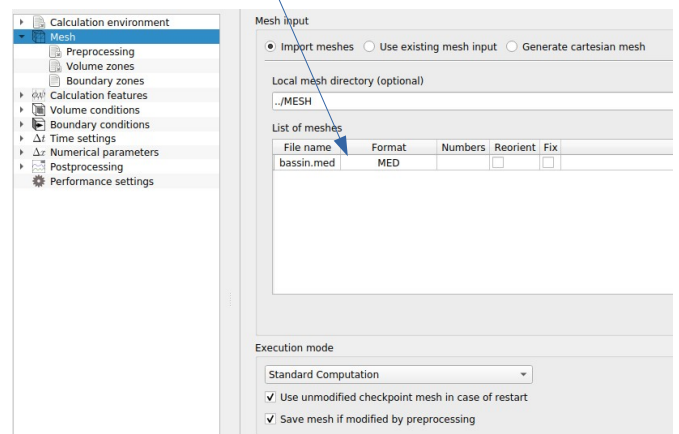 Calculation environment
Mesh
Preprocessing
Volume zones
Boundary zones
Calculation features
Volume conditions
Boundary conditions
Δt Time settings
Δx Numerical parameters
Postprocessing
Performance settings
Mesh input
Import meshes Use existing mesh input Generate cartesian mesh
Local mesh directory (optional)
../MESH
List of meshes
File name Format Numbers Reorient Fix
bassin.med MED
Execution mode
Standard Computation
Use unmodified checkpoint mesh in case of restart
Save mesh if modified by preprocessing